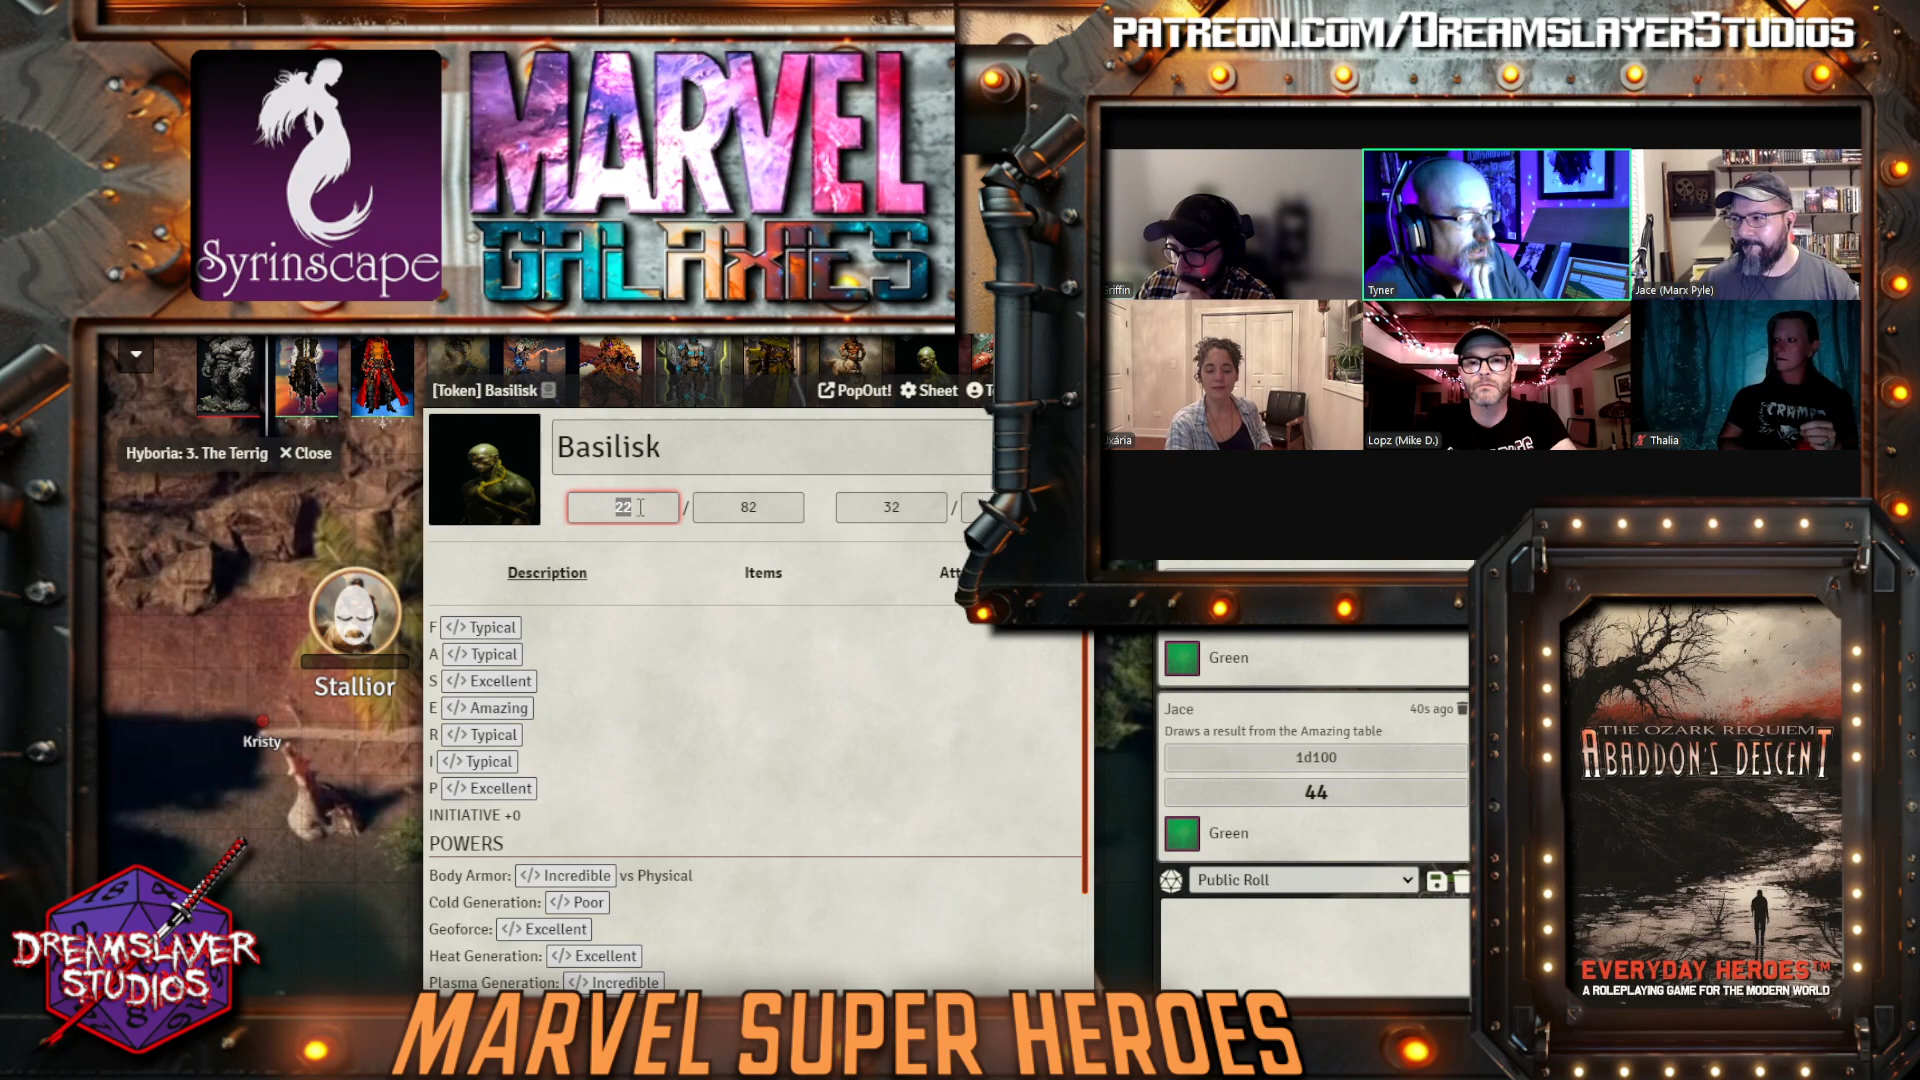 PATREON.COM/DREAMSLAYERSTUDIOS
Syrinscape
MARVEL
GALAXIES
Griffin
Tyner
Jace (Marx Pyle)
Lopz (Mike D.)
Thalia
CRAMPS
[Token] Basilisk
PopOut!
Sheet
Hyboria: 3. The Terrig
Close
Basilisk
22 / 82
32 /
Description
Items
Att
F </> Typical
A </> Typical
S </> Excellent
E </> Amazing
R </> Typical
I </> Typical
P </> Excellent
INITIATIVE +0
POWERS
Body Armor: </> Incredible vs Physical
Cold Generation: </> Poor
Geoforce: </> Excellent
Heat Generation: </> Excellent
Plasma Generation: </> Incredible
Stallior
Kristy
Green
Jace
40s ago
Draws a result from the Amazing table
1d100
44
Green
Public Roll
THE OZARK REQUIEM
ABADDON'S DESCENT
EVERYDAY HEROES™
A ROLEPLAYING GAME FOR THE MODERN WORLD
DREAMSLAYER
STUDIOS
MARVEL SUPER HEROES